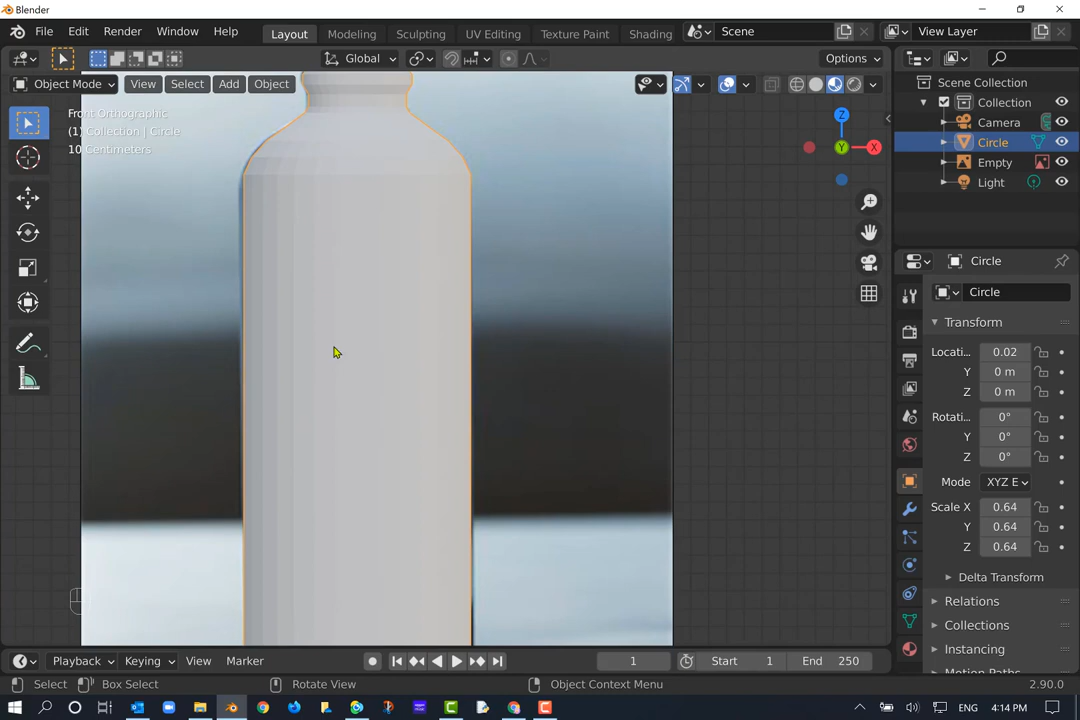 Blender
File Edit Render Window Help Layout Modeling Sculpting UV Editing Texture Paint Shading Scene View Layer
Global Options
Object Mode View Select Add Object
Front Orthographic
(1) Collection | Circle
10 Centimeters
Z
X
Y
Scene Collection
Collection
Camera
Circle
Empty
Light
Circle
Circle
Transform
Locati... 0.02
Y 0 m
Z 0 m
Rotati... 0°
Y 0°
Z 0°
Mode XYZ E
Scale X 0.64
Y 0.64
Z 0.64
Delta Transform
Relations
Collections
Instancing
Motion Paths
Playback Keying View Marker 1 Start 1 End 250
Select Box Select Rotate View Object Context Menu 2.90.0
ENG 4:14 PM